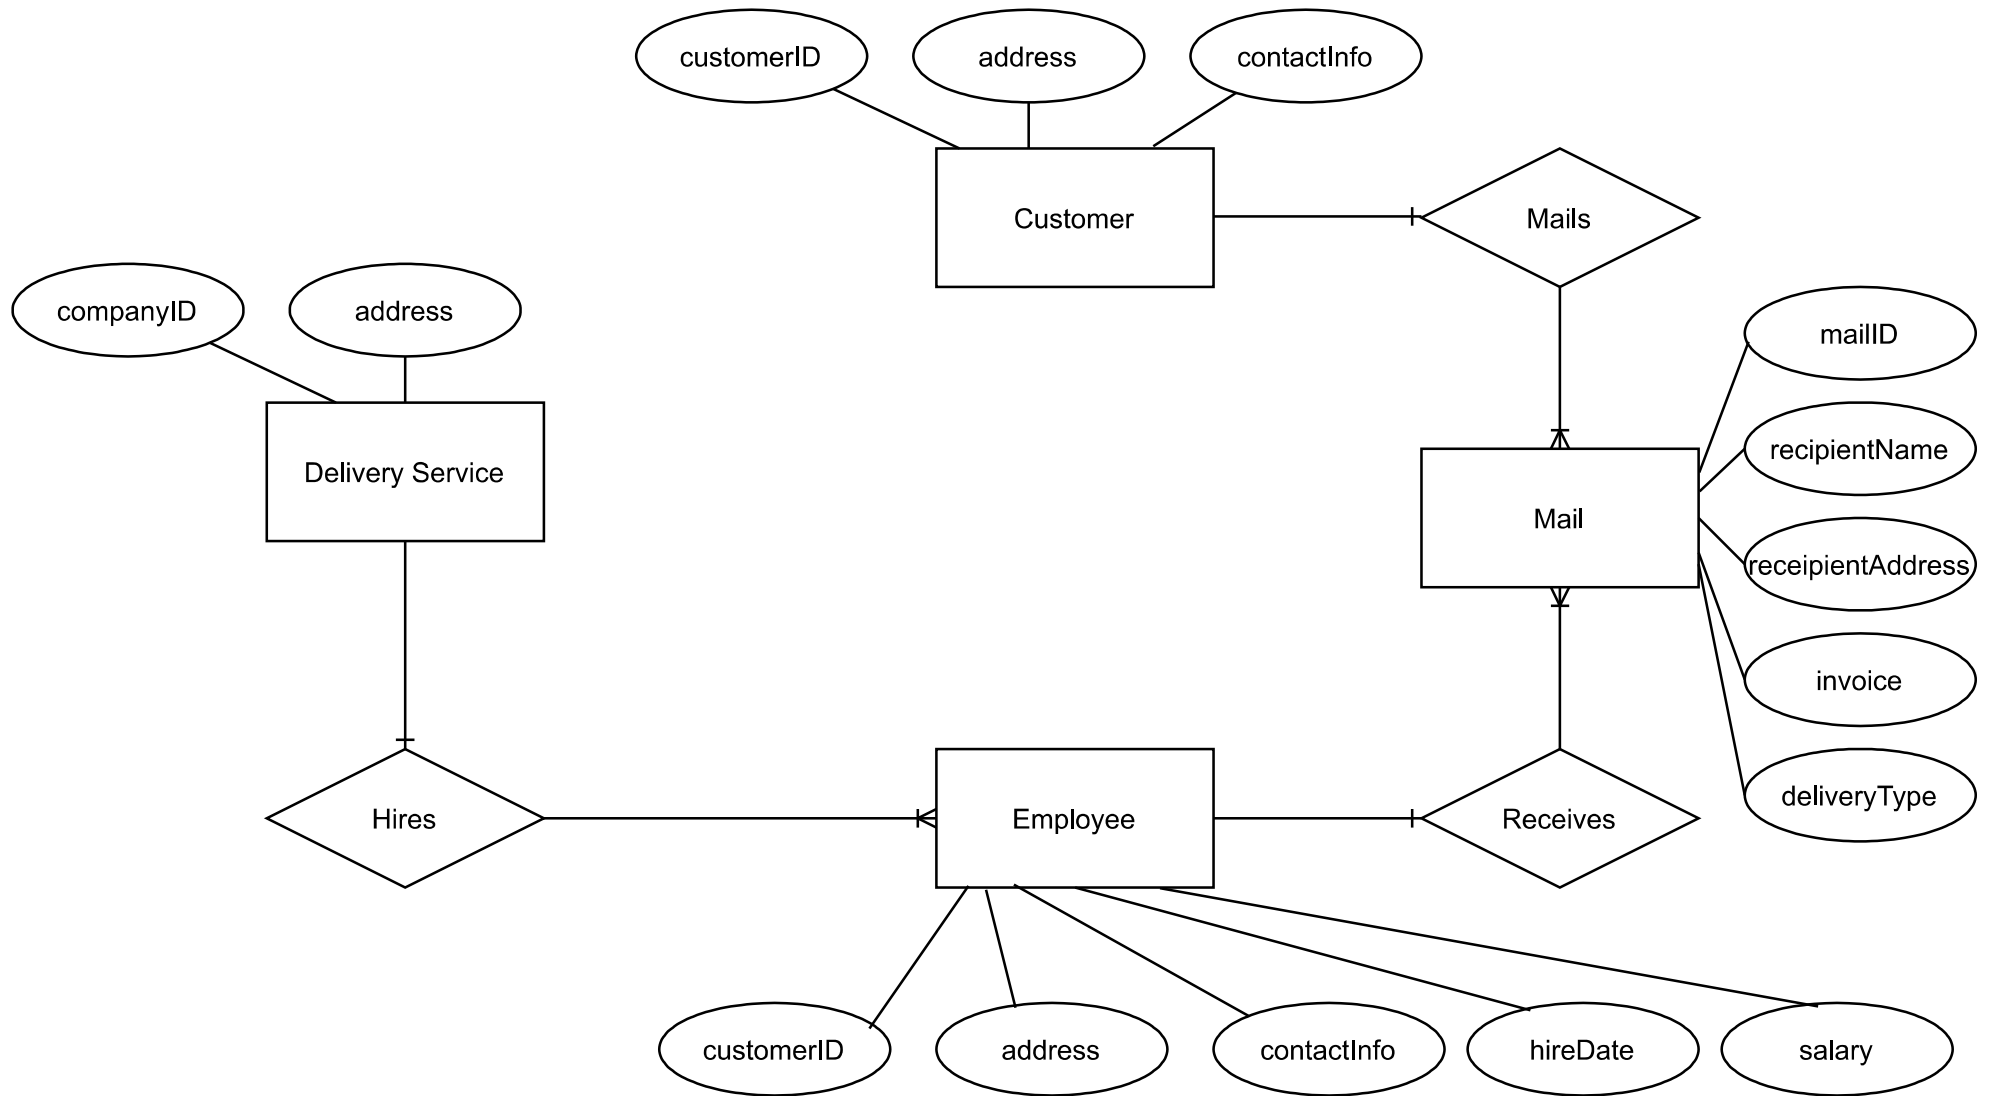 customerID
address
contactInfo
Customer
Mails
companyID
address
mailID
recipientName
Delivery Service
Mail
receipientAddress
invoice
deliveryType
Hires
Employee
Receives
customerID
address
contactInfo
hireDate
salary